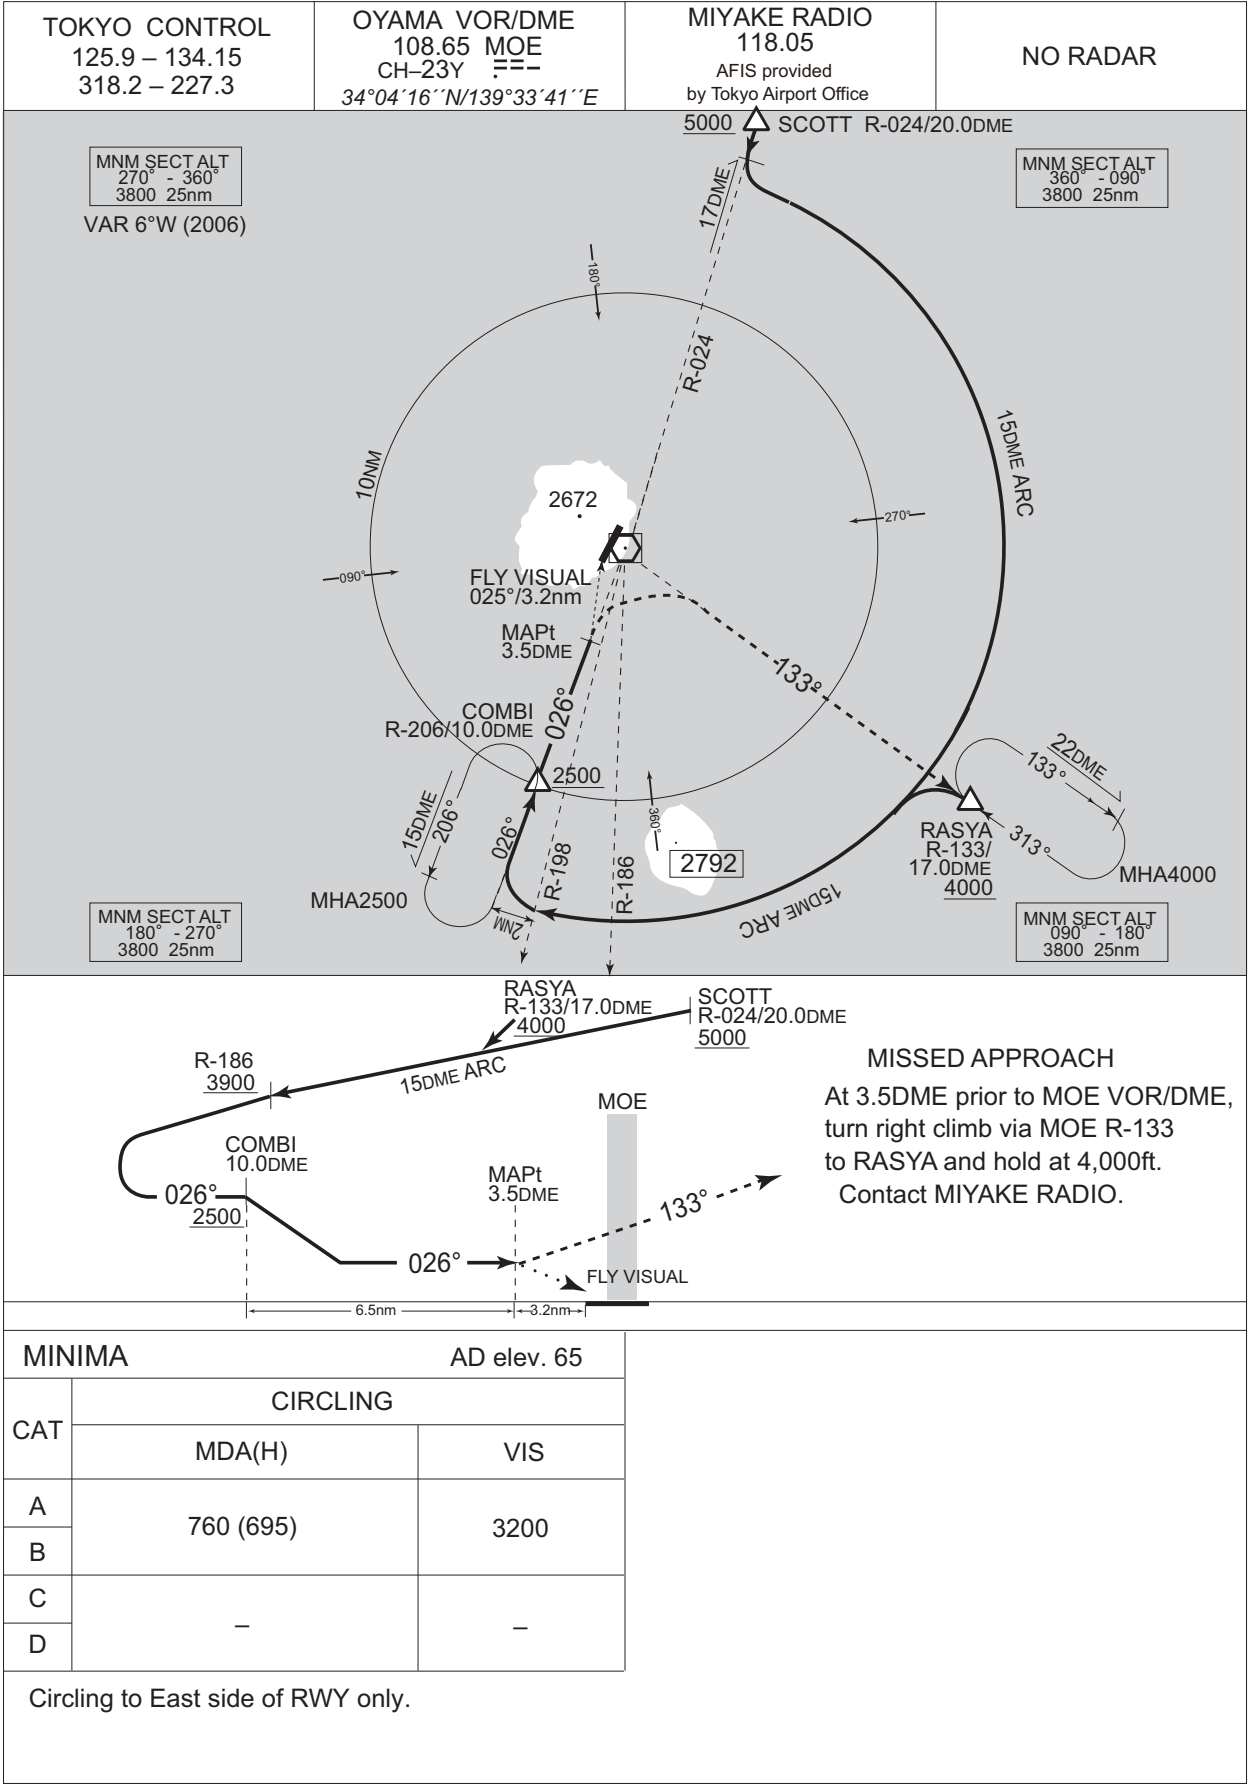 TOKYO CONTROL
125.9 – 134.15
318.2 – 227.3
OYAMA VOR/DME
108.65 MOE
CH–23Y
34°04´16´´N/139°33´41´´E
MIYAKE RADIO
118.05
AFIS provided
by Tokyo Airport Office
NO RADAR
5000
SCOTT R-024/20.0DME
MNM SECT ALT
270° - 360°
3800 25nm
VAR 6°W (2006)
MNM SECT ALT
360° - 090°
3800 25nm
17DME
180°
R-024
10NM
15DME ARC
2672
270°
090°
FLY VISUAL
025°/3.2nm
MAPt
3.5DME
133°
026°
COMBI
R-206/10.0DME
2500
22DME
133°
15DME
206°
026°
360°
RASYA
R-133/
17.0DME
4000
313°
2792
R-198
R-186
MHA2500
MHA4000
2NM
15DME ARC
MNM SECT ALT
180° - 270°
3800 25nm
MNM SECT ALT
090° - 180°
3800 25nm
RASYA
R-133/17.0DME
4000
SCOTT
R-024/20.0DME
5000
R-186
3900
15DME ARC
MOE
MISSED APPROACH
At 3.5DME prior to MOE VOR/DME,
turn right climb via MOE R-133
to RASYA and hold at 4,000ft.
Contact MIYAKE RADIO.
COMBI
10.0DME
MAPt
3.5DME
026°
2500
133°
026°
FLY VISUAL
6.5nm
3.2nm
MINIMA AD elev. 65
CAT
CIRCLING
MDA(H) VIS
A
760 (695) 3200
B
C
– –
D
Circling to East side of RWY only.